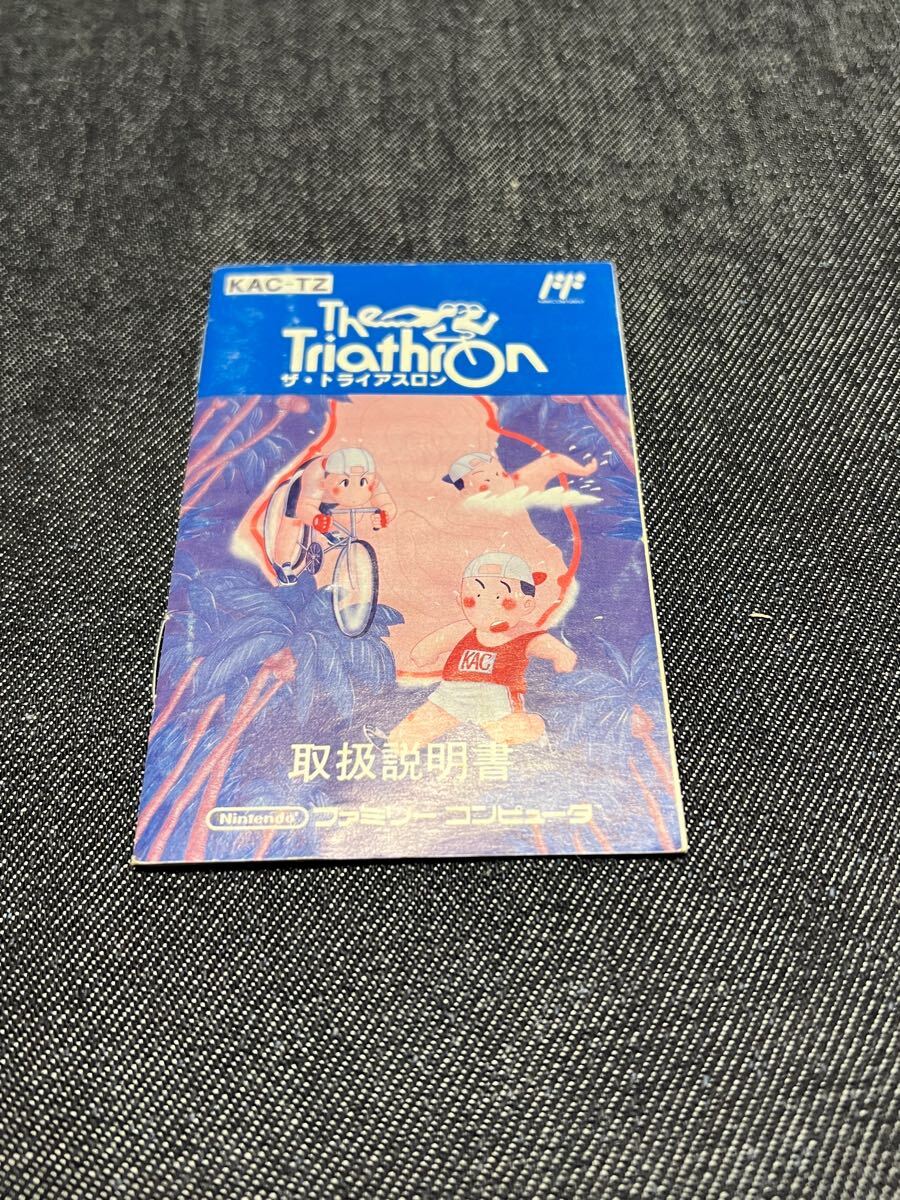 KAC-TZ
The
Triathron
ザ・トライアスロン
KAC
取扱説明書
Nintendo ファミリーコンピュータ